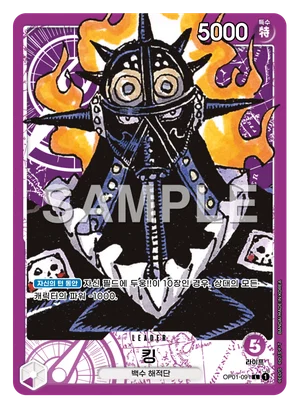 5000
특수
特
SAMPLE
자신의 턴 동안 자신 필드에 두웅!!이 10장인 경우, 상대의 모든
캐릭터의 파워 -1000.
LEADER
킹
백수 해적단
5
라이프
OP01-091 L